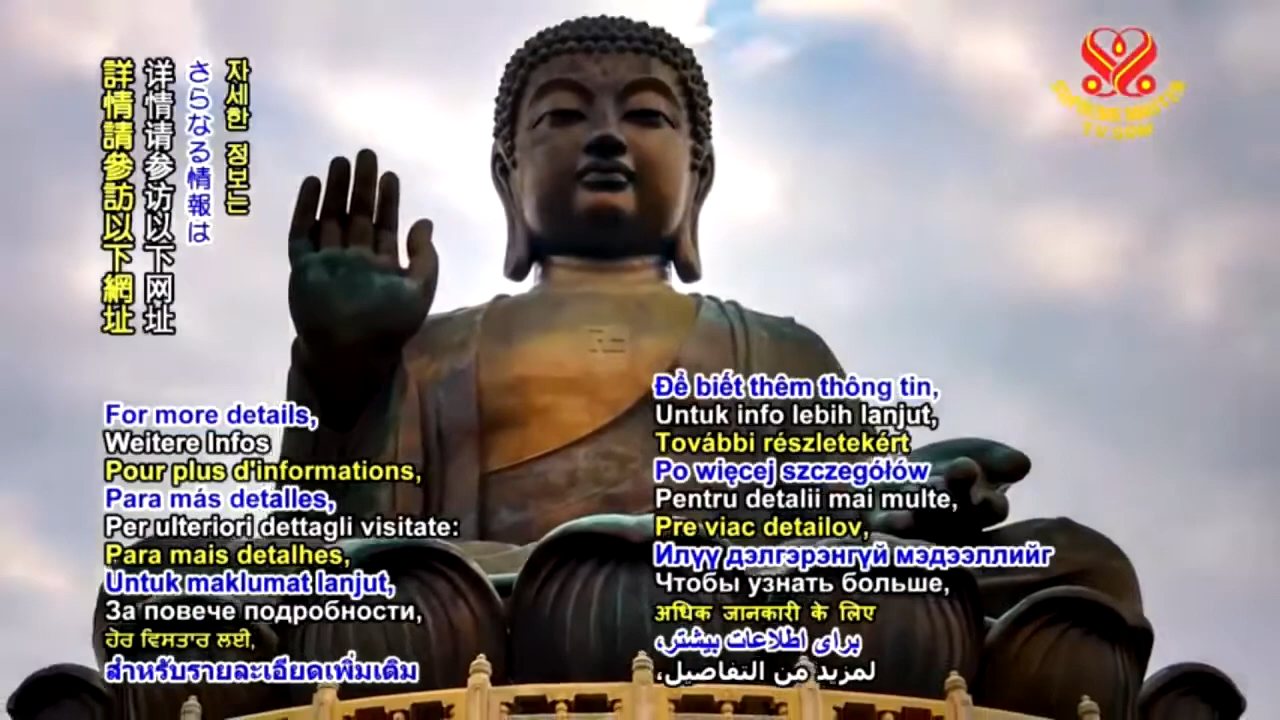 詳情請參訪以下網址
详情请参访以下网址
さらなる情報は
자세한 정보는
SUPREME MASTER
TV.COM
For more details,
Weitere Infos
Pour plus d'informations,
Para más detalles,
Per ulteriori dettagli visitate:
Para mais detalhes,
Untuk maklumat lanjut,
За повече подробности,
ਹੋਰ ਵਿਸਤਾਰ ਲਈ,
สำหรับรายละเอียดเพิ่มเติม
Để biết thêm thông tin,
Untuk info lebih lanjut,
További részletekért
Po więcej szczegółów
Pentru detalii mai multe,
Pre viac detailov,
Илүү дэлгэрэнгүй мэдээллийг
Чтобы узнать больше,
अधिक जानकारी के लिए
برای اطلاعات بیشتر،
لمزيد من التفاصيل،